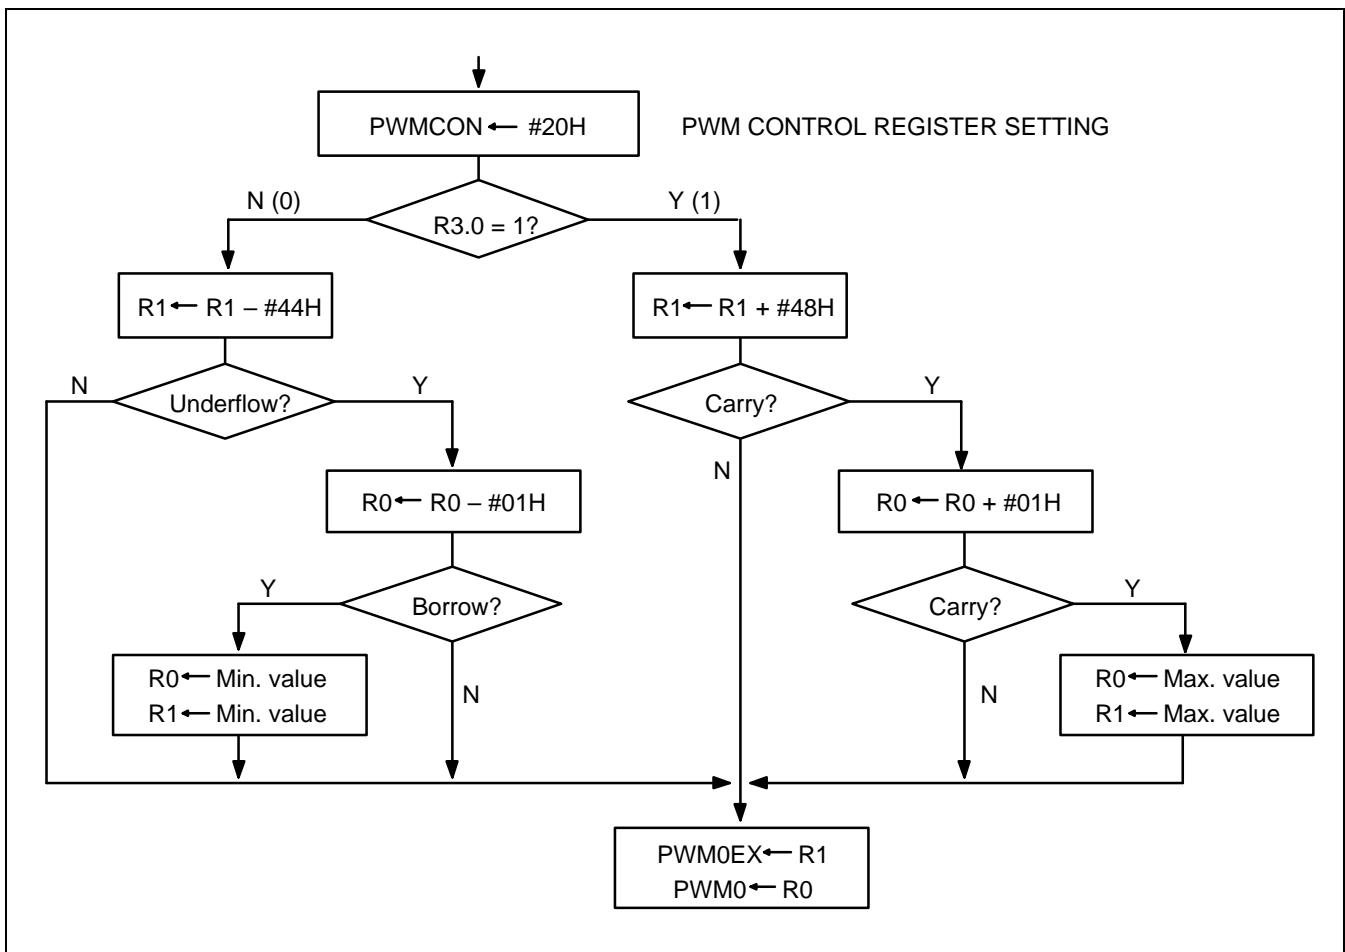 PWMCON ← #20H
PWM CONTROL REGISTER SETTING
N (0)
Y (1)
R3.0 = 1?
R1 ← R1 – #44H
R1 ← R1 + #48H
N
Underflow?
Y
Carry?
Y
N
R0 ← R0 – #01H
R0 ← R0 + #01H
Y
Borrow?
Carry?
Y
R0 ← Min. value
R1 ← Min. value
N
N
R0 ← Max. value
R1 ← Max. value
PWM0EX ← R1
PWM0 ← R0